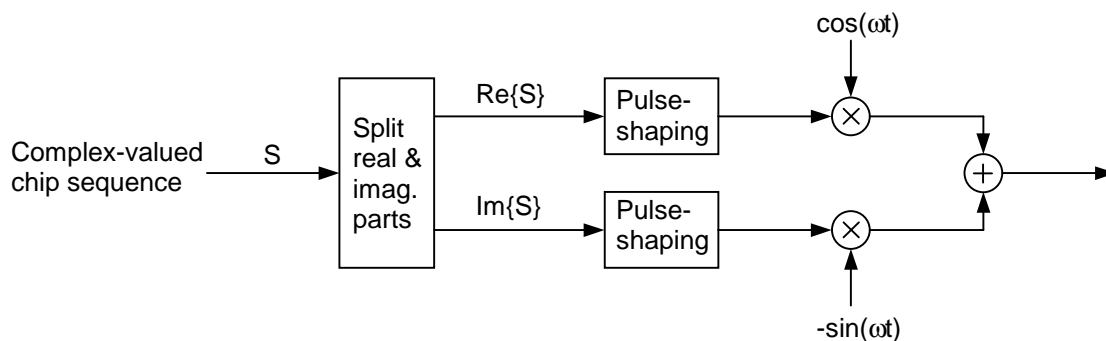 cos(ωt)
Complex-valued
chip sequence
S
Split
real &
imag.
parts
Re{S}
Pulse-
shaping
Im{S}
Pulse-
shaping
-sin(ωt)